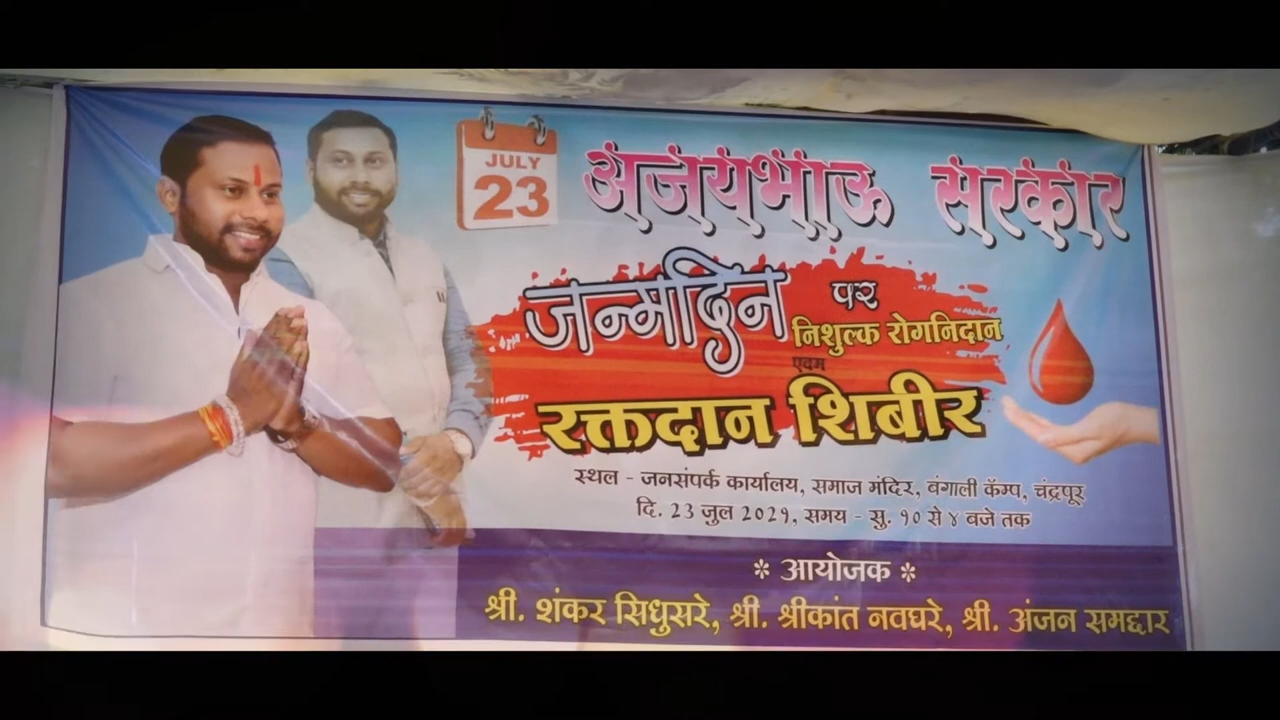 JULY
23
अजयभाऊ सरकार
जन्मदिन पर
निशुल्क रोगनिदान
एवम
रक्तदान शिबीर
स्थल - जनसंपर्क कार्यालय, समाज मंदिर, बंगाली कॅम्प, चंद्रपूर
दि. 23 जुल 2021, समय - सु. १० से ४ बजे तक
* आयोजक *
श्री. शंकर सिधुसरे, श्री. श्रीकांत नवघरे, श्री. अंजन समद्दार